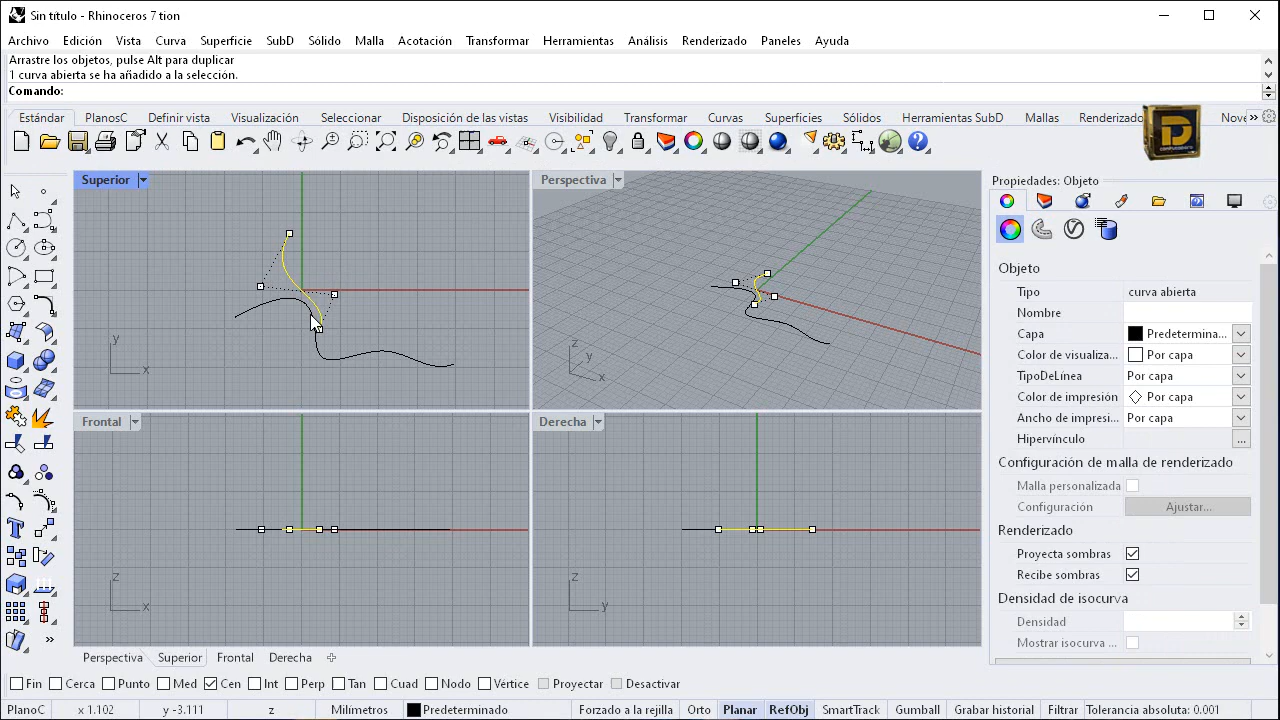 Sin título - Rhinoceros 7 tion
Archivo Edición Vista Curva Superficie SubD Sólido Malla Acotación Transformar Herramientas Análisis Renderizado Paneles Ayuda
Arrastre los objetos, pulse Alt para duplicar
1 curva abierta se ha añadido a la selección.
Comando:
Estándar PlanosC Definir vista Visualización Seleccionar Disposición de las vistas Visibilidad Transformar Curvas Superficies Sólidos Herramientas SubD Mallas Renderizado
Superior
Perspectiva
Propiedades: Objeto
Objeto
Tipo curva abierta
Nombre
Capa Predetermina...
Color de visualiza... Por capa
TipoDeLínea Por capa
Color de impresión Por capa
Ancho de impresi... Por capa
Hipervínculo ...
Configuración de malla de renderizado
Malla personalizada
Configuración Ajustar...
Renderizado
Proyecta sombras
Recibe sombras
Densidad de isocurva
Densidad
Mostrar isocurva ...
y
x
z
y
x
Frontal
Derecha
z
x
z
y
Perspectiva Superior Frontal Derecha
Fin Cerca Punto Med Cen Int Perp Tan Cuad Nodo Vértice Proyectar Desactivar
PlanoC x 1.102 y -3.111 z Milímetros Predeterminado Forzado a la rejilla Orto Planar RefObj SmartTrack Gumball Grabar historial Filtrar Tolerancia absoluta: 0.001